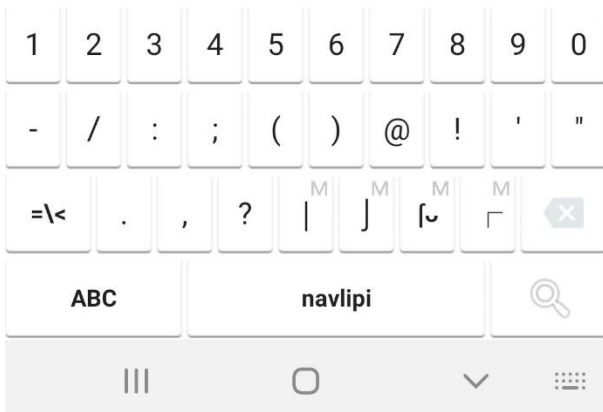 1 2 3 4 5 6 7 8 9 0
- / : ; ( ) @ ! ' "
=\< . , ? | M ⌡ M ⌠ᴗ M ┌ M
ABC navlipi